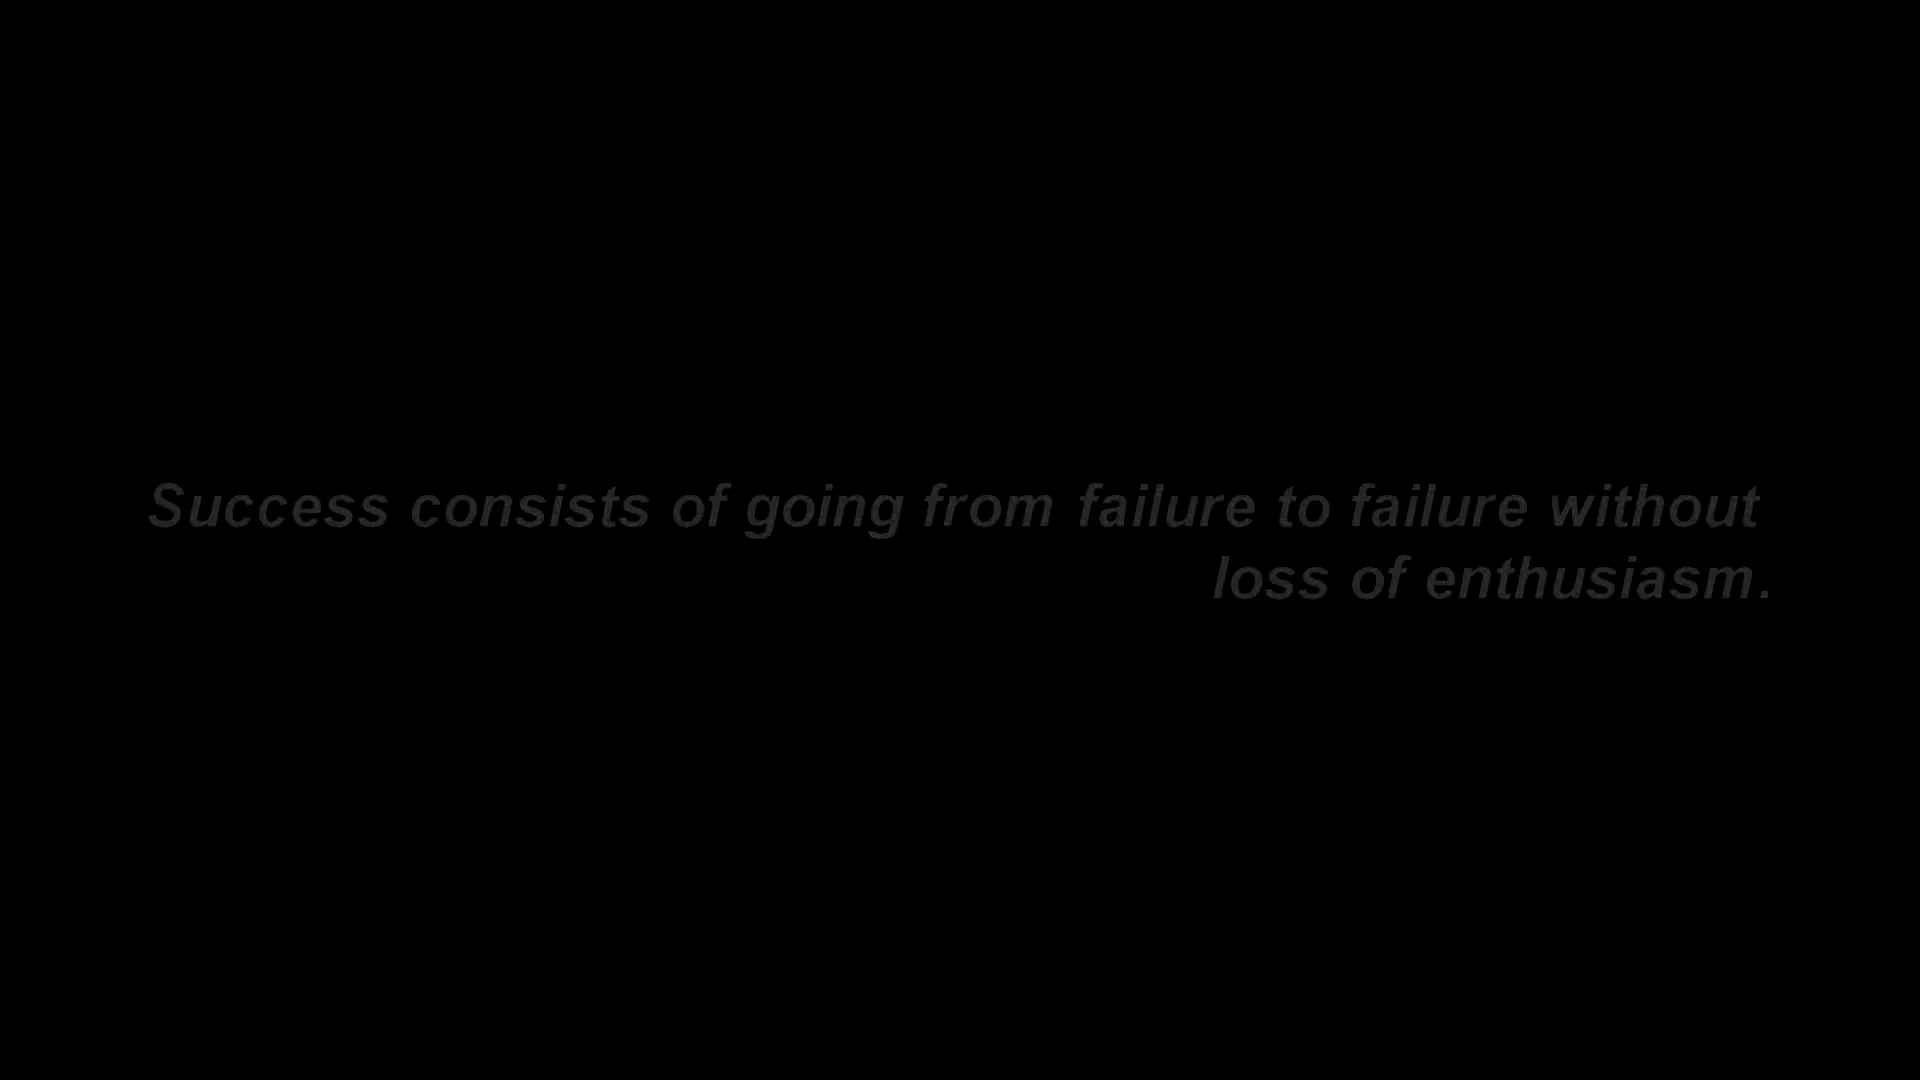 Success consists of going from failure to failure without
loss of enthusiasm.